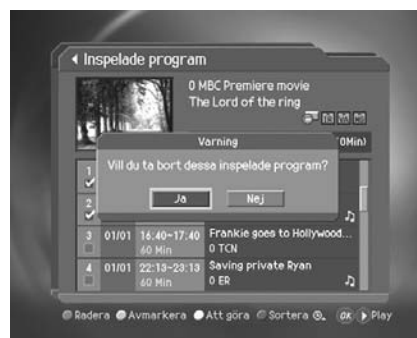 Inspelade program
0 MBC Premiere movie
The Lord of the ring
Varning
0Min)
Vill du ta bort dessa inspelade program?
Ja Nej
1
2
3 01/01 16:40~17:40 Frankie goes to Hollywood...
60 Min 0 TCN
4 01/01 22:13~23:13 Saving private Ryan
60 Min 0 ER
Radera Avmarkera Att göra Sortera OK Play